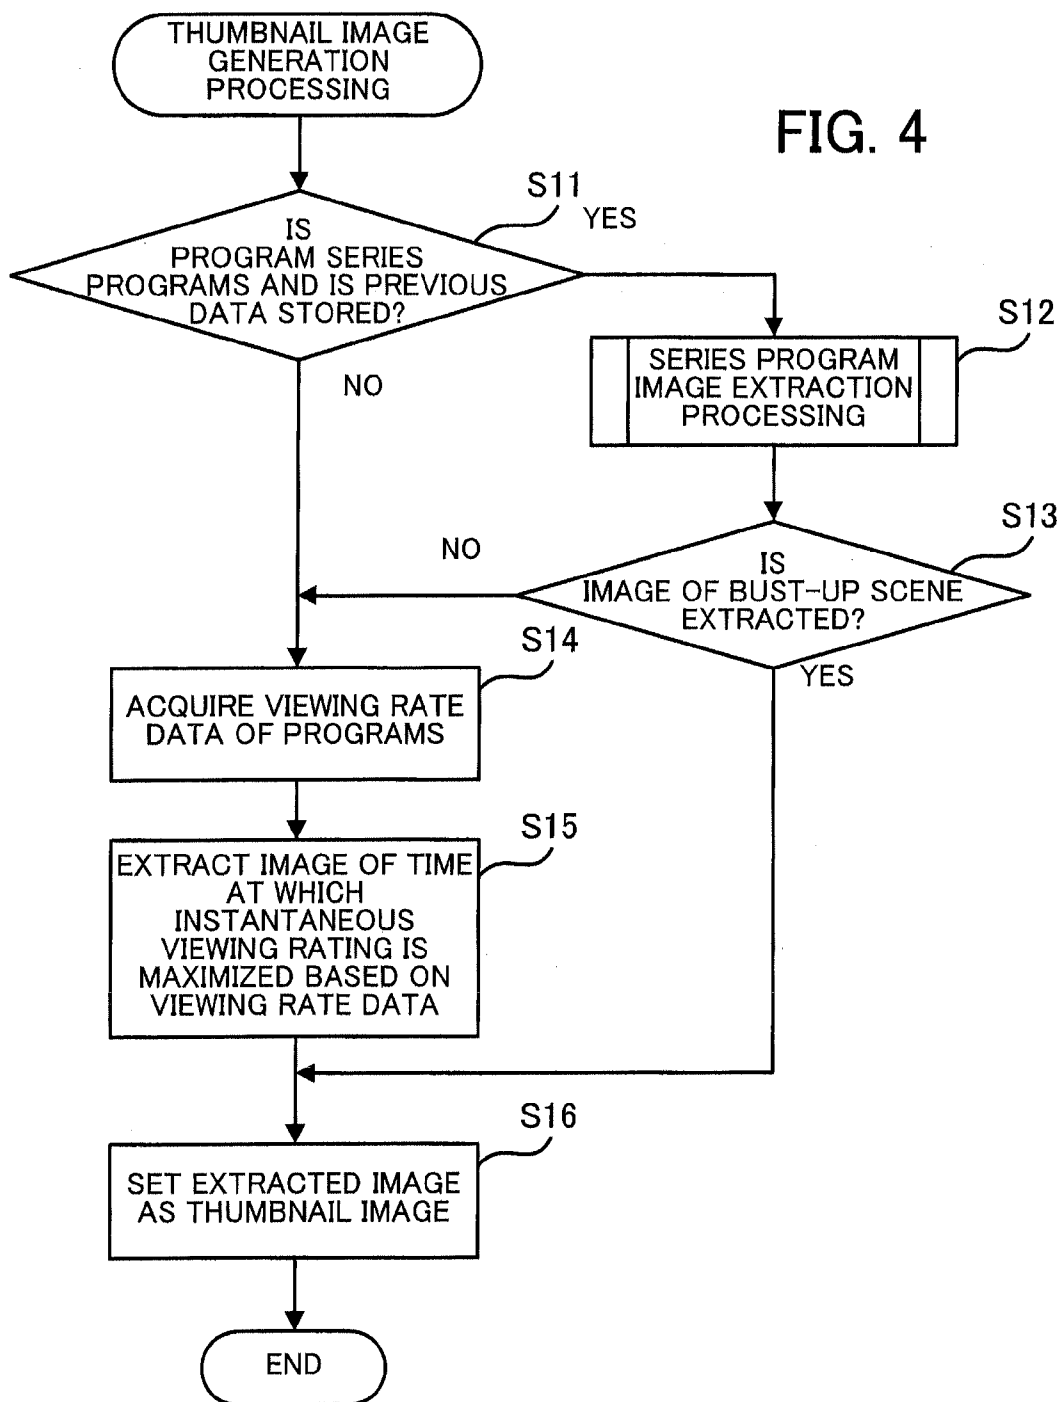 THUMBNAIL IMAGE
GENERATION
PROCESSING
FIG. 4
S11
YES
IS
PROGRAM SERIES
PROGRAMS AND IS PREVIOUS
DATA STORED?
NO
S12
SERIES PROGRAM
IMAGE EXTRACTION
PROCESSING
S13
NO
IS
IMAGE OF BUST-UP SCENE
EXTRACTED?
YES
S14
ACQUIRE VIEWING RATE
DATA OF PROGRAMS
S15
EXTRACT IMAGE OF TIME
AT WHICH
INSTANTANEOUS
VIEWING RATING IS
MAXIMIZED BASED ON
VIEWING RATE DATA
S16
SET EXTRACTED IMAGE
AS THUMBNAIL IMAGE
END